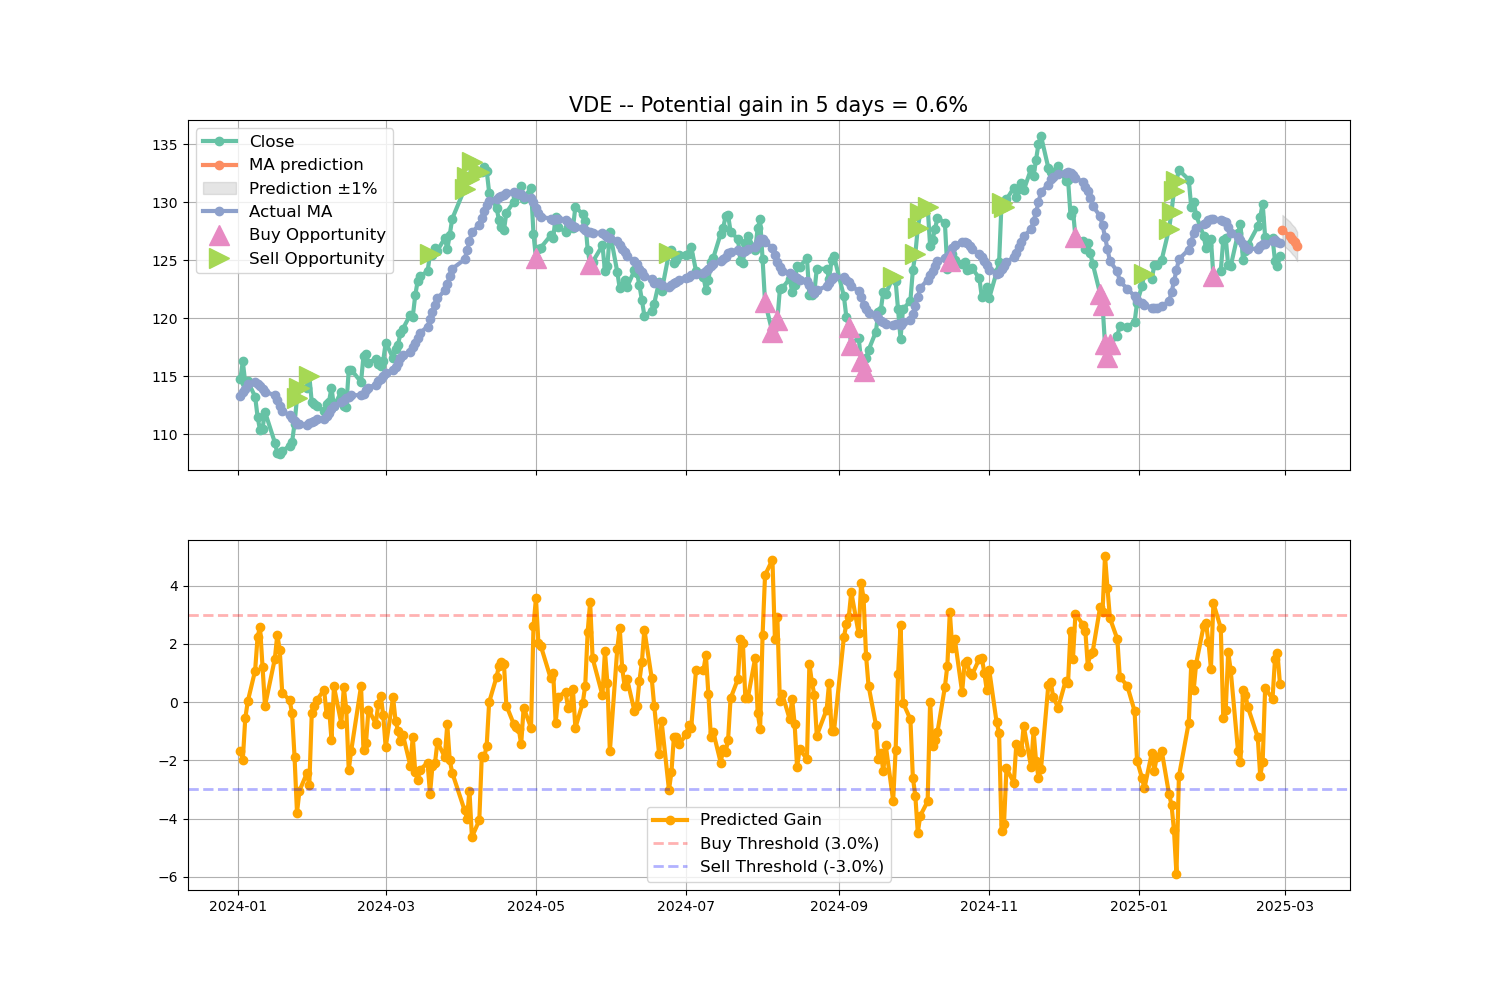 VDE -- Potential gain in 5 days = 0.6%
135
130
125
120
115
110
Close
MA prediction
Prediction ±1%
Actual MA
Buy Opportunity
Sell Opportunity
4
2
0
−2
−4
−6
Predicted Gain
Buy Threshold (3.0%)
Sell Threshold (-3.0%)
2024-01
2024-03
2024-05
2024-07
2024-09
2024-11
2025-01
2025-03